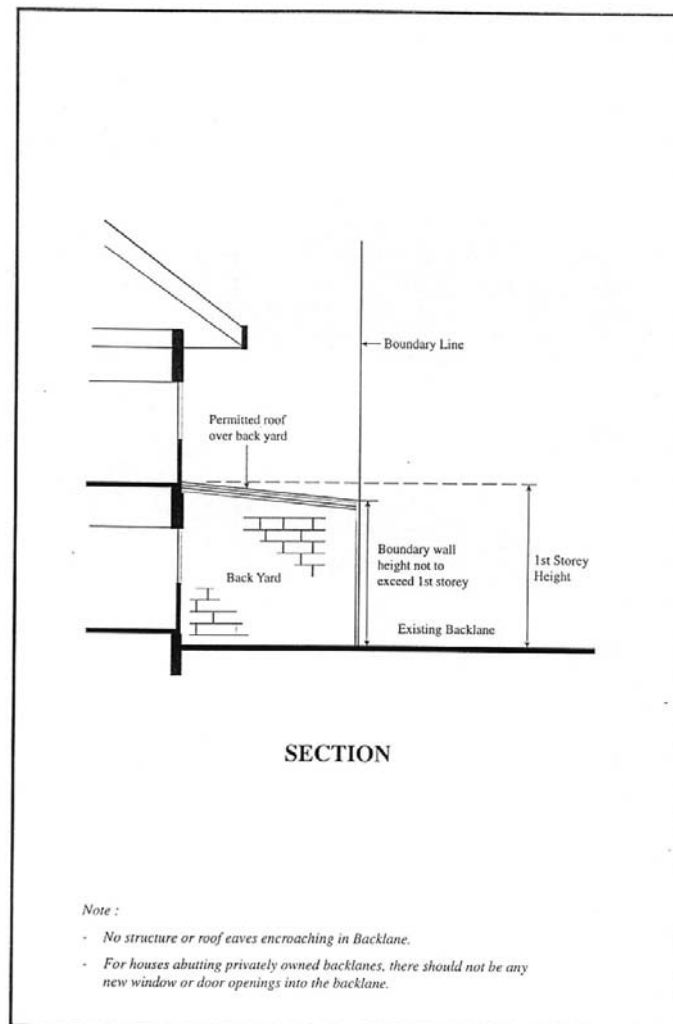 Boundary Line
Permitted roof
over back yard
Boundary wall
height not to
exceed 1st storey
1st Storey
Height
Back Yard
Existing Backlane
SECTION
Note :
- No structure or roof eaves encroaching in Backlane.
- For houses abutting privately owned backlanes, there should not be any
new window or door openings into the backlane.